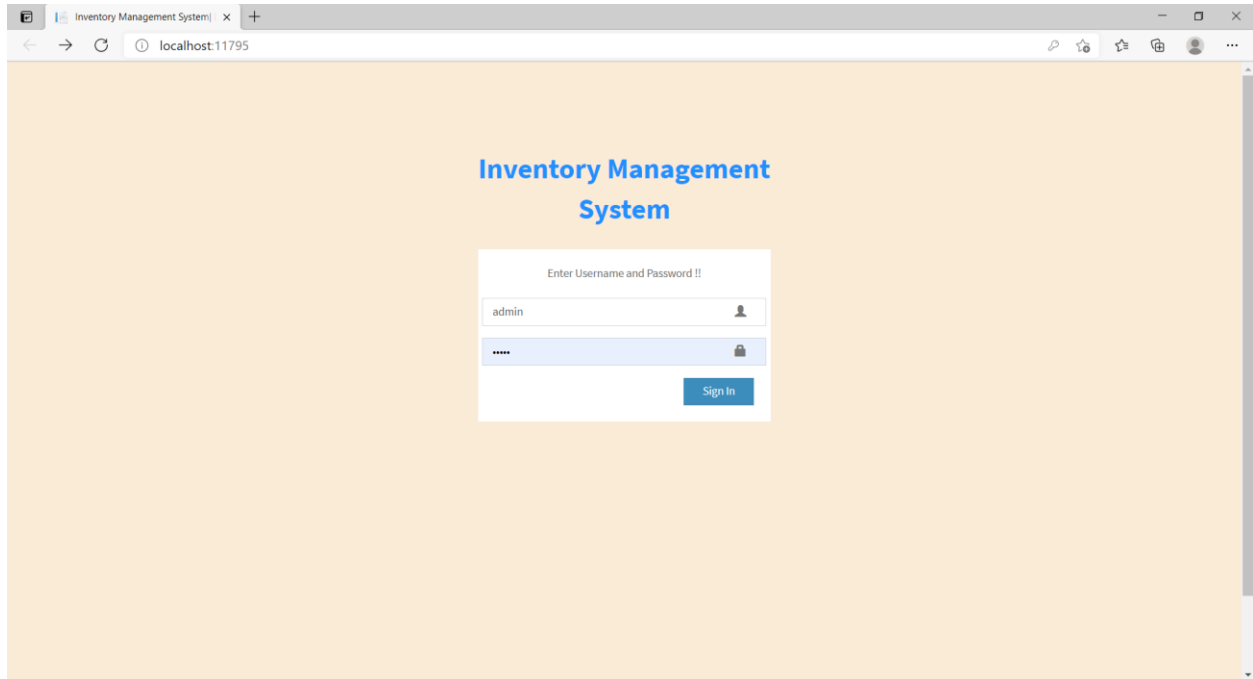 Inventory Management System|
localhost:11795
Inventory Management
System
Enter Username and Password !!
admin
•••••
Sign In